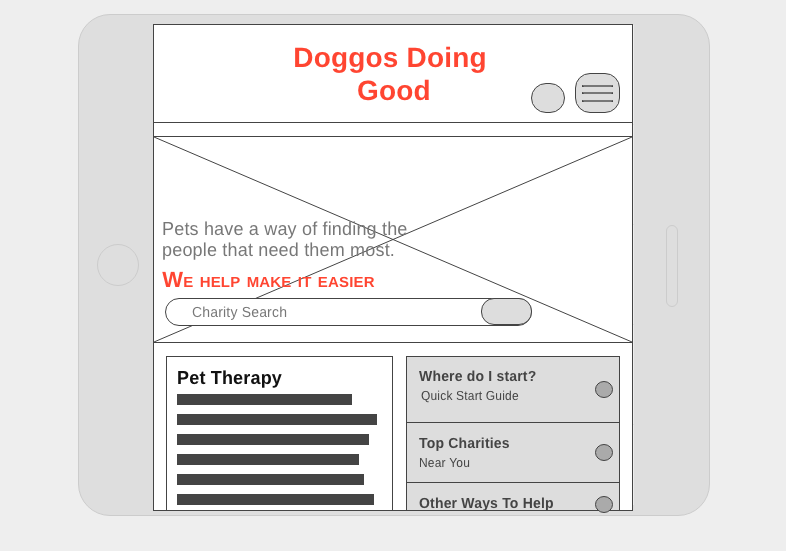 Doggos Doing
Good
Pets have a way of finding the
people that need them most.
WE HELP MAKE IT EASIER
Charity Search
Pet Therapy
Where do I start?
Quick Start Guide
Top Charities
Near You
Other Ways To Help